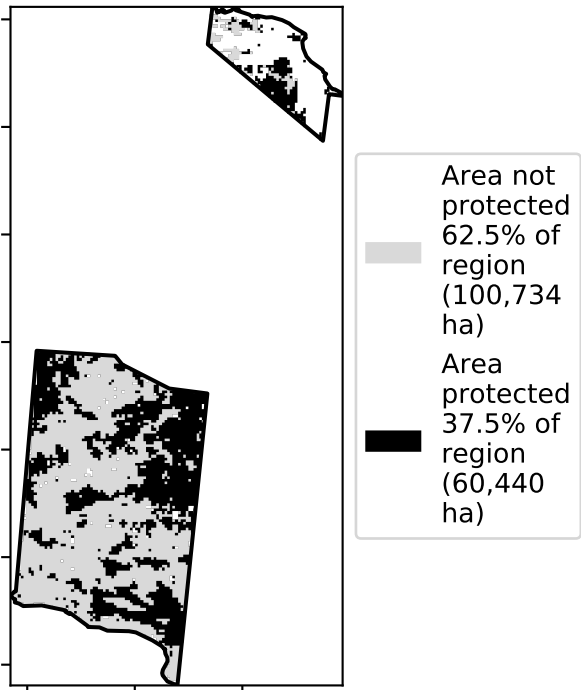 Area not
protected
62.5% of
region
(100,734
ha)
Area
protected
37.5% of
region
(60,440
ha)